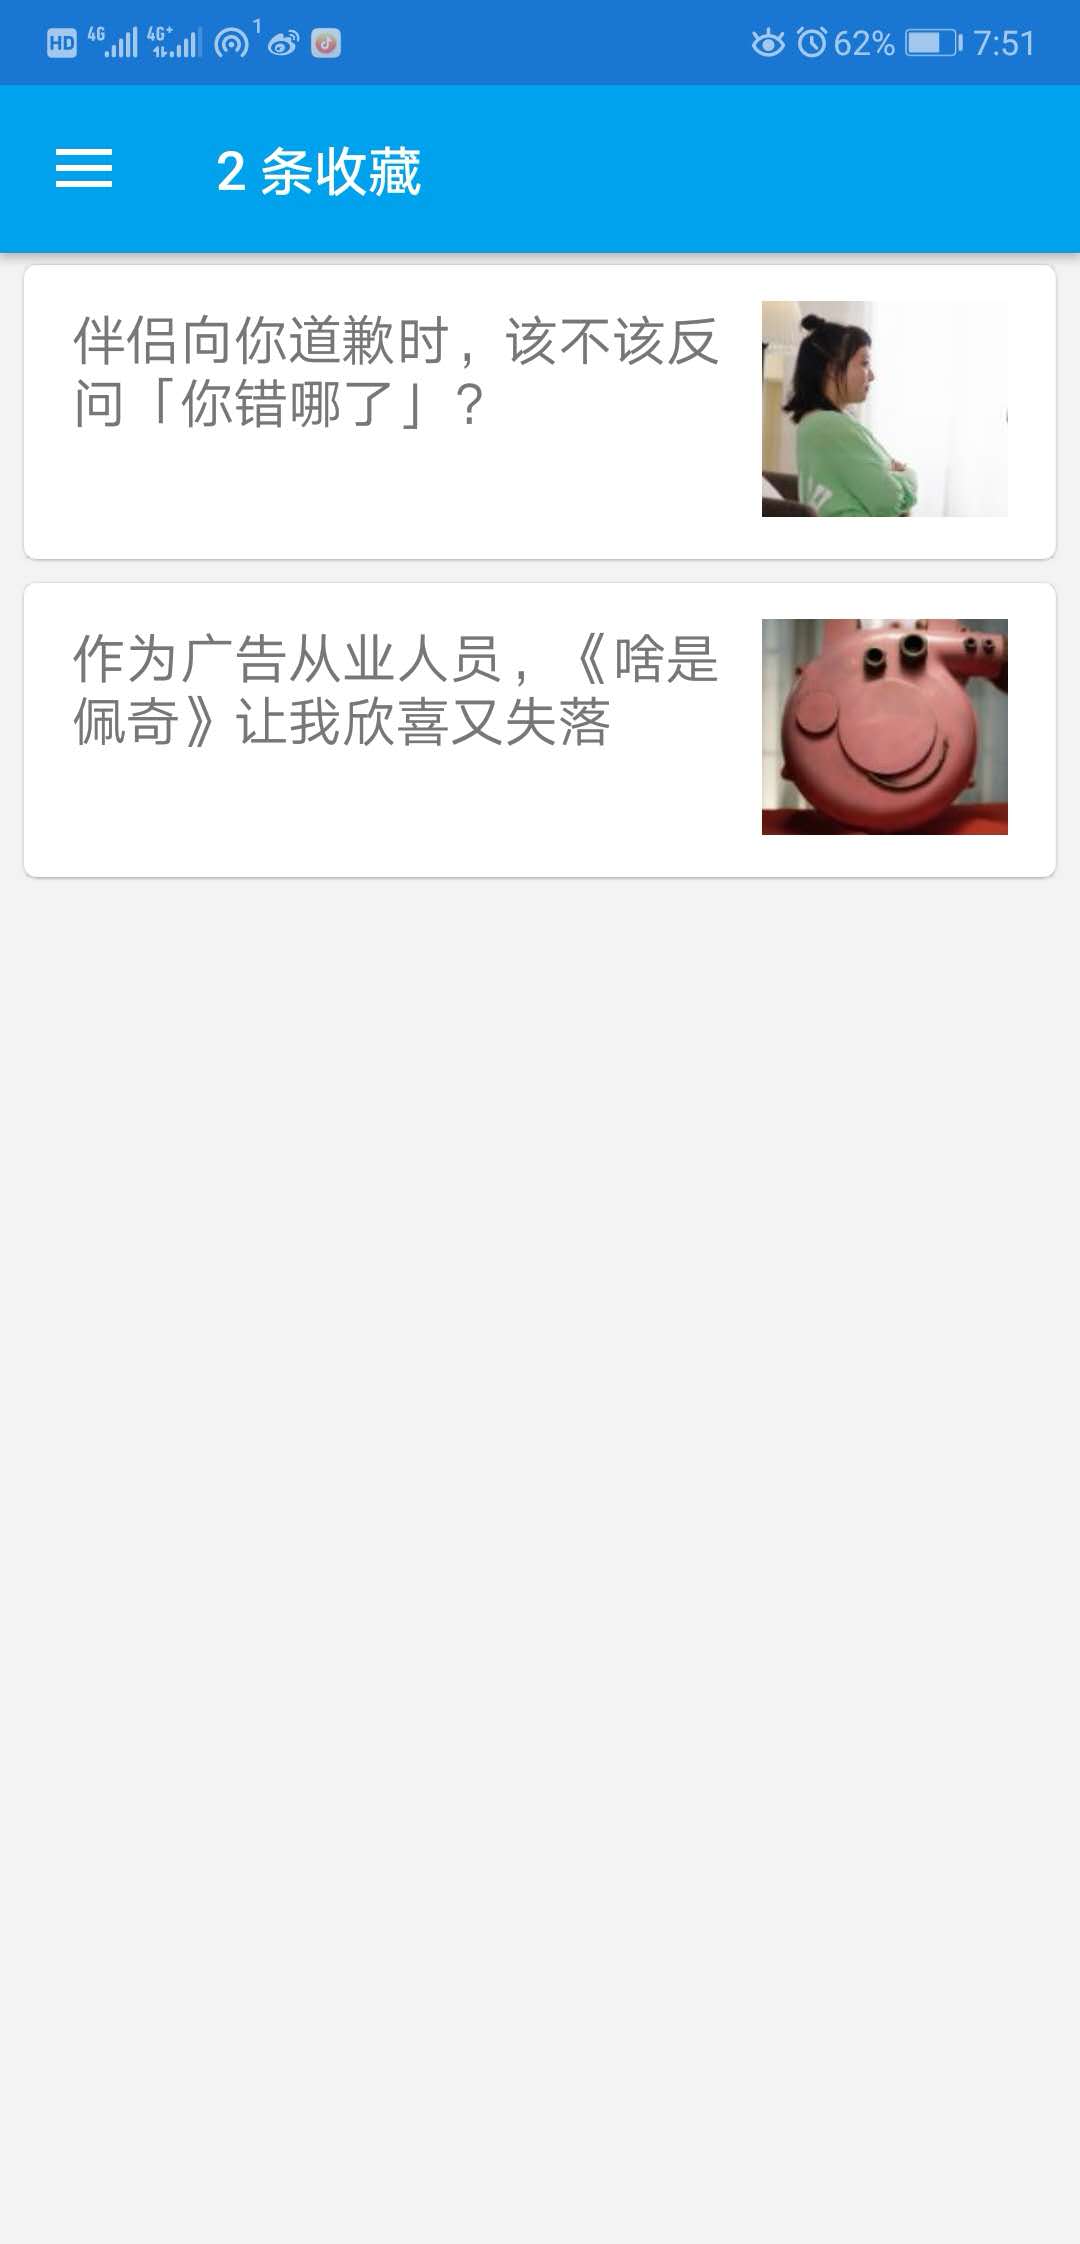 HD 4G 4G+ 1 62% 7:51
2 条收藏
伴侣向你道歉时，该不该反
问「你错哪了」？
作为广告从业人员，《啥是
佩奇》让我欣喜又失落